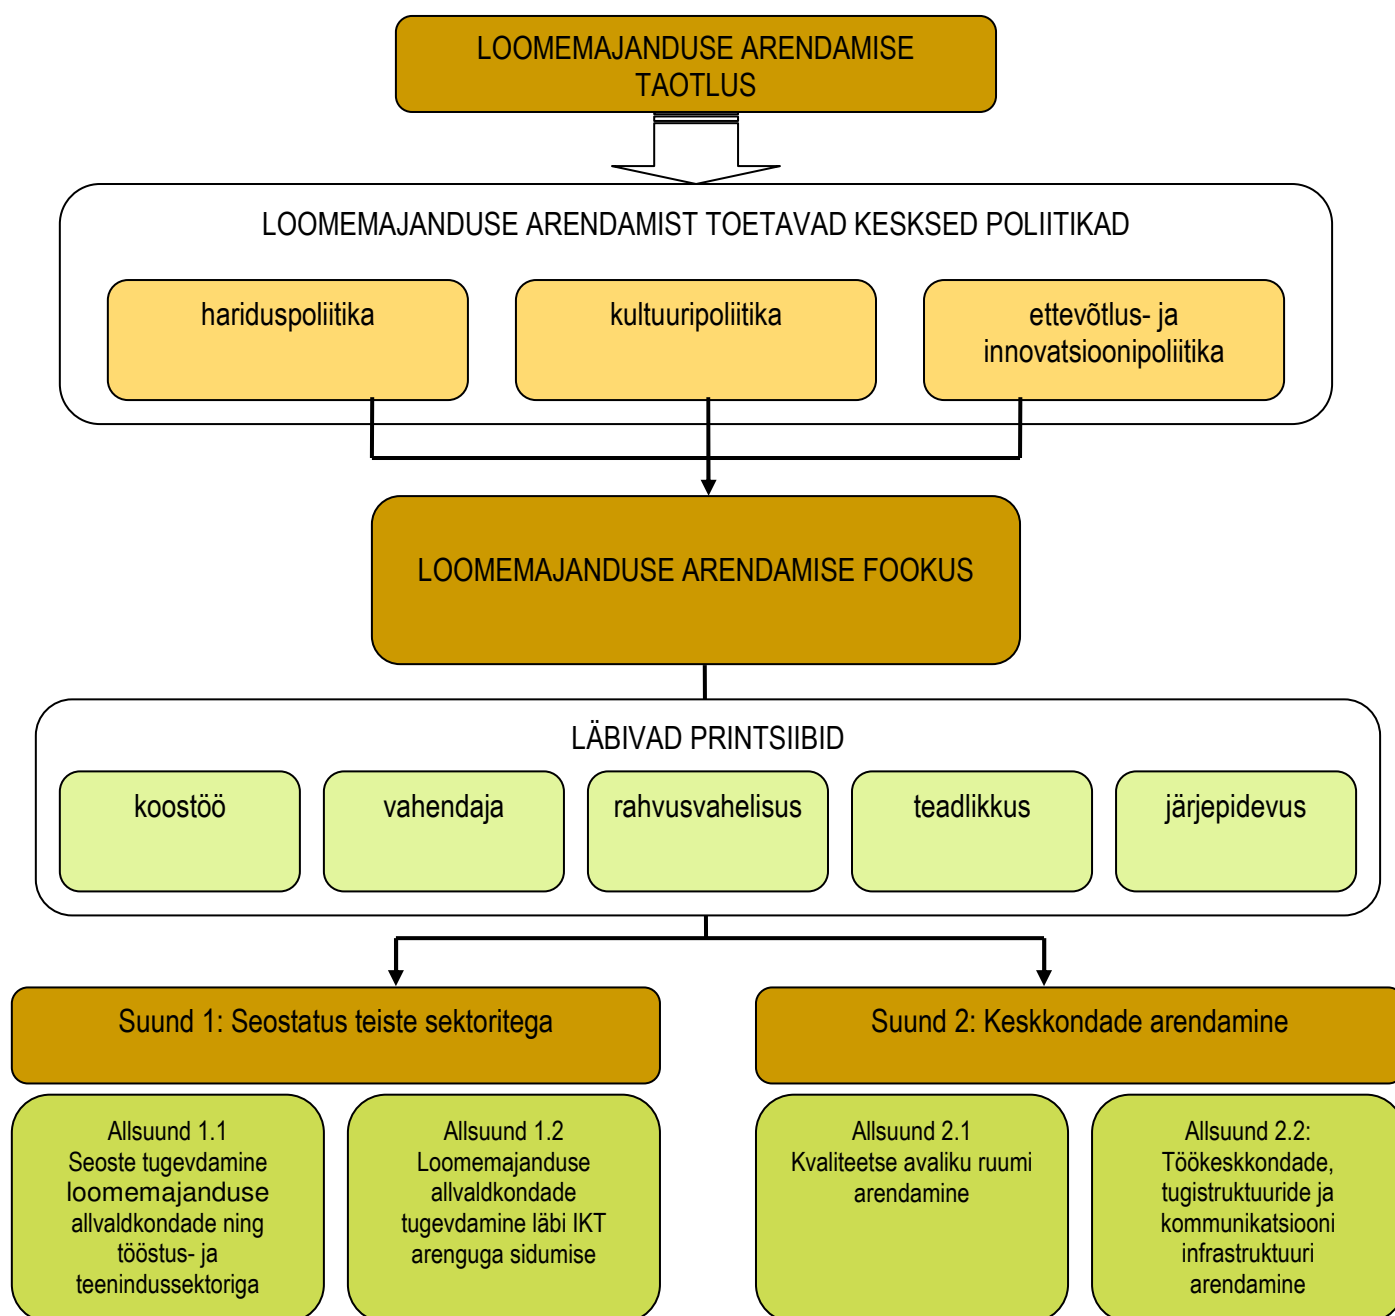 LOOMEMAJANDUSE ARENDAMISE
TAOTLUS
LOOMEMAJANDUSE ARENDAMIST TOETAVAD KESKSED POLIITIKAD
hariduspoliitika
kultuuripoliitika
ettevõtlus- ja
innovatsioonipoliitika
LOOMEMAJANDUSE ARENDAMISE FOOKUS
LÄBIVAD PRINTSIIBID
koostöö
vahendaja
rahvusvahelisus
teadlikkus
järjepidevus
Suund 1: Seostatus teiste sektoritega
Suund 2: Keskkondade arendamine
Allsuund 1.1
Seoste tugevdamine
loomemajanduse
allvaldkondade ning
tööstus- ja
teenindussektoriga
Allsuund 1.2
Loomemajanduse
allvaldkondade
tugevdamine läbi IKT
arenguga sidumise
Allsuund 2.1
Kvaliteetse avaliku ruumi
arendamine
Allsuund 2.2:
Töökeskkondade,
tugistruktuuride ja
kommunikatsiooni
infrastruktuuri
arendamine